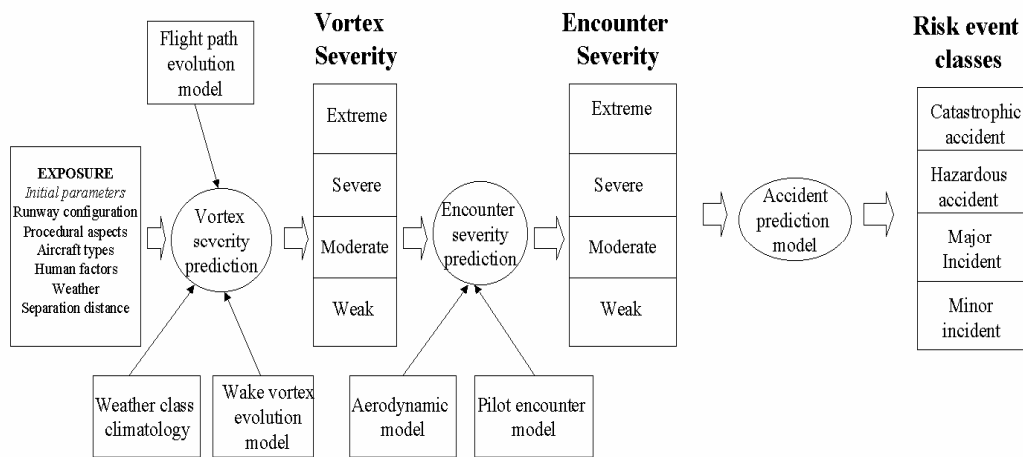 Vortex
Severity
Encounter
Severity
Risk event
classes
Flight path
evolution
model
EXPOSURE
Initial parameters
Runway configuration
Procedural aspects
Aircraft types
Human factors
Weather
Separation distance
Vortex
severity
prediction
Extreme
Severe
Moderate
Weak
Encounter
severity
prediction
Extreme
Severe
Moderate
Weak
Accident
prediction
model
Catastrophic
accident
Hazardous
accident
Major
Incident
Minor
incident
Weather class
climatology
Wake vortex
evolution
model
Aerodynamic
model
Pilot encounter
model